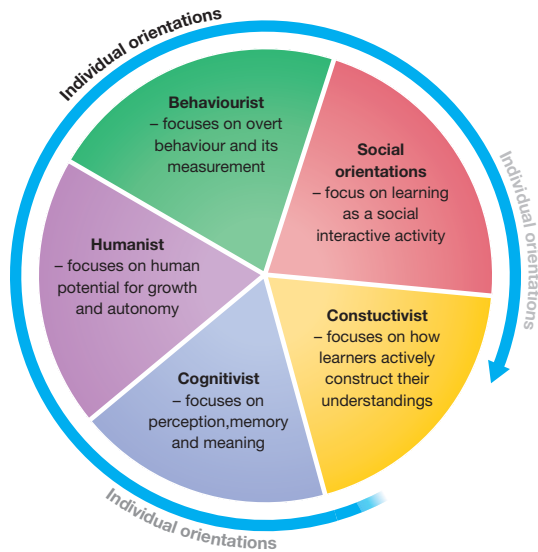 Individual orientations
Behaviourist
– focuses on overt
behaviour and its
measurement
Social
orientations
– focus on learning
as a social
interactive activity
Individual orientations
Humanist
– focuses on human
potential for growth
and autonomy
Constuctivist
– focuses on how
learners actively
construct their
understandings
Cognitivist
– focuses on
perception,memory
and meaning
Individual orientations